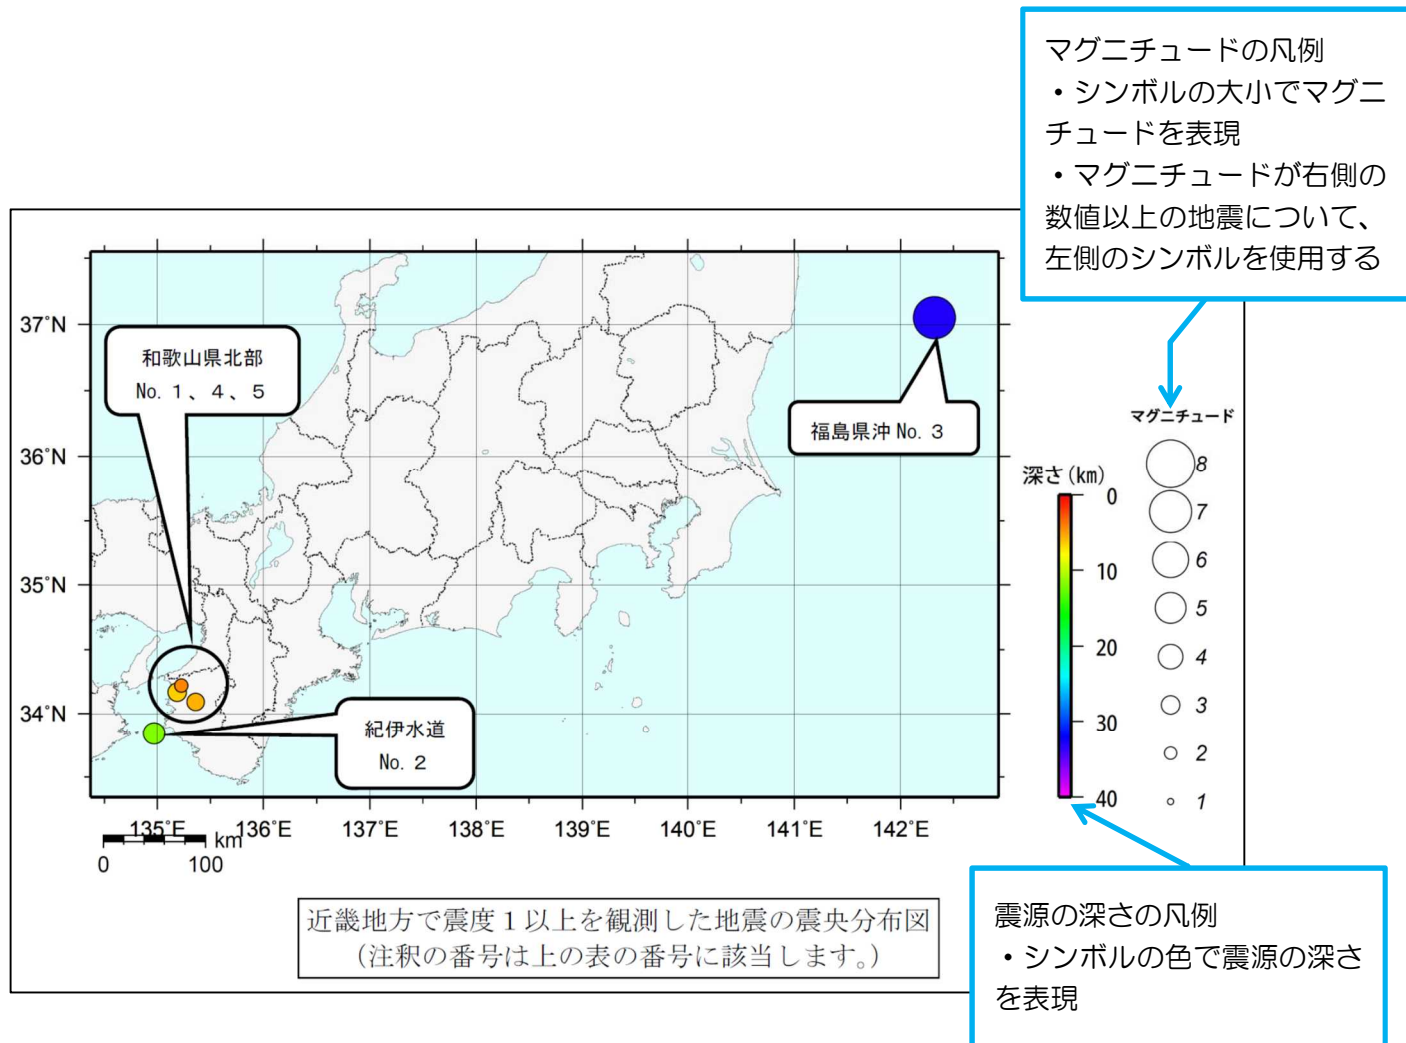 マグニチュードの凡例
・シンボルの大小でマグニ
チュードを表現
・マグニチュードが右側の
数値以上の地震について、
左側のシンボルを使用する
37°N
36°N
35°N
34°N
和歌山県北部
No. 1、4、5
福島県沖 No. 3
紀伊水道
No. 2
135°E 136°E 137°E 138°E 139°E 140°E 141°E 142°E
km
0 100
深さ(km)
0
10
20
30
40
マグニチュード
8
7
6
5
4
3
2
1
近畿地方で震度1以上を観測した地震の震央分布図
(注釈の番号は上の表の番号に該当します。)
震源の深さの凡例
・シンボルの色で震源の深さ
を表現